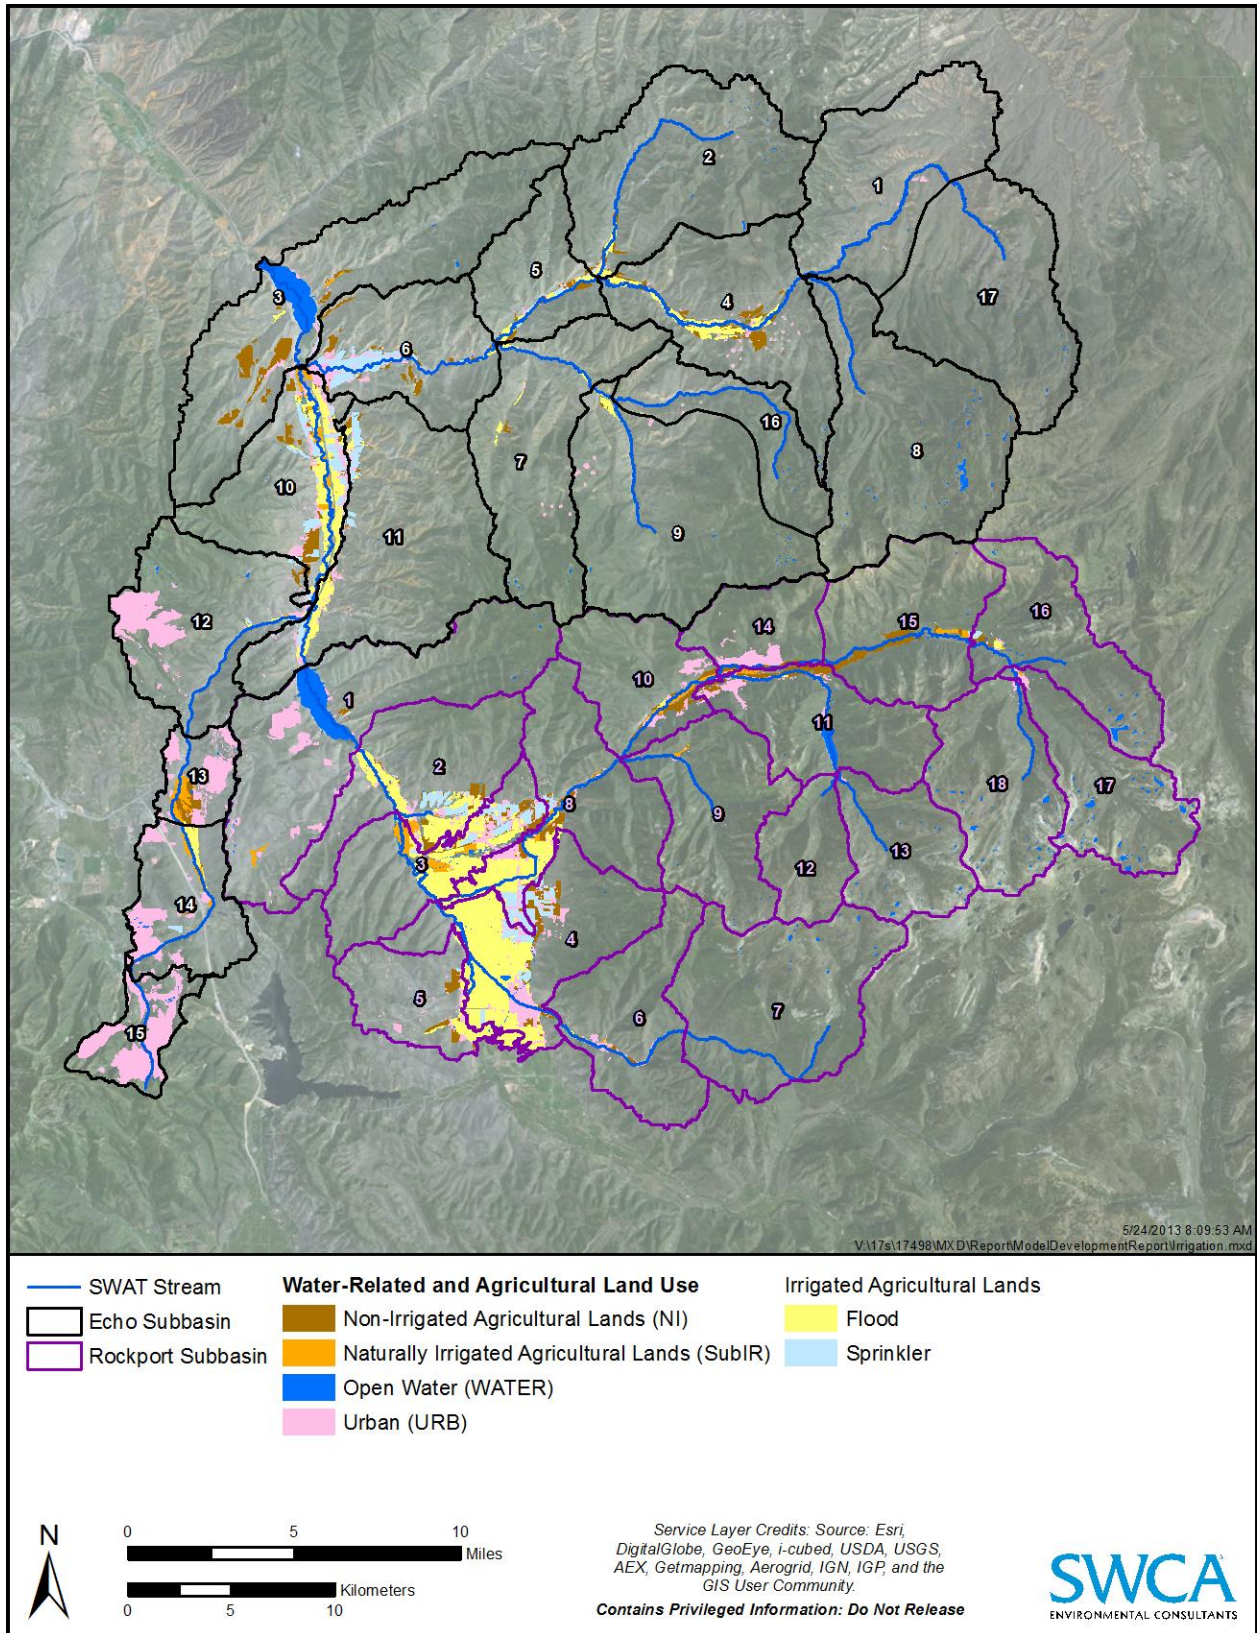 2
1
17
5
3
4
6
16
7
8
10
9
11
12
14
15
16
10
1
11
2
13
18
17
8
9
3
12
13
14
4
5
6
7
15
5/24/2013 8:09:53 AM
V:\17s\17498\MXD\Report\ModelDevelopmentReport\Irrigation.mxd
SWAT Stream
Echo Subbasin
Rockport Subbasin
Water-Related and Agricultural Land Use
Non-Irrigated Agricultural Lands (NI)
Naturally Irrigated Agricultural Lands (SubIR)
Open Water (WATER)
Urban (URB)
Irrigated Agricultural Lands
Flood
Sprinkler
N
0 5 10
Miles
Kilometers
0 5 10
Service Layer Credits: Source: Esri,
DigitalGlobe, GeoEye, i-cubed, USDA, USGS,
AEX, Getmapping, Aerogrid, IGN, IGP, and the
GIS User Community.
Contains Privileged Information: Do Not Release
SWCA
ENVIRONMENTAL CONSULTANTS